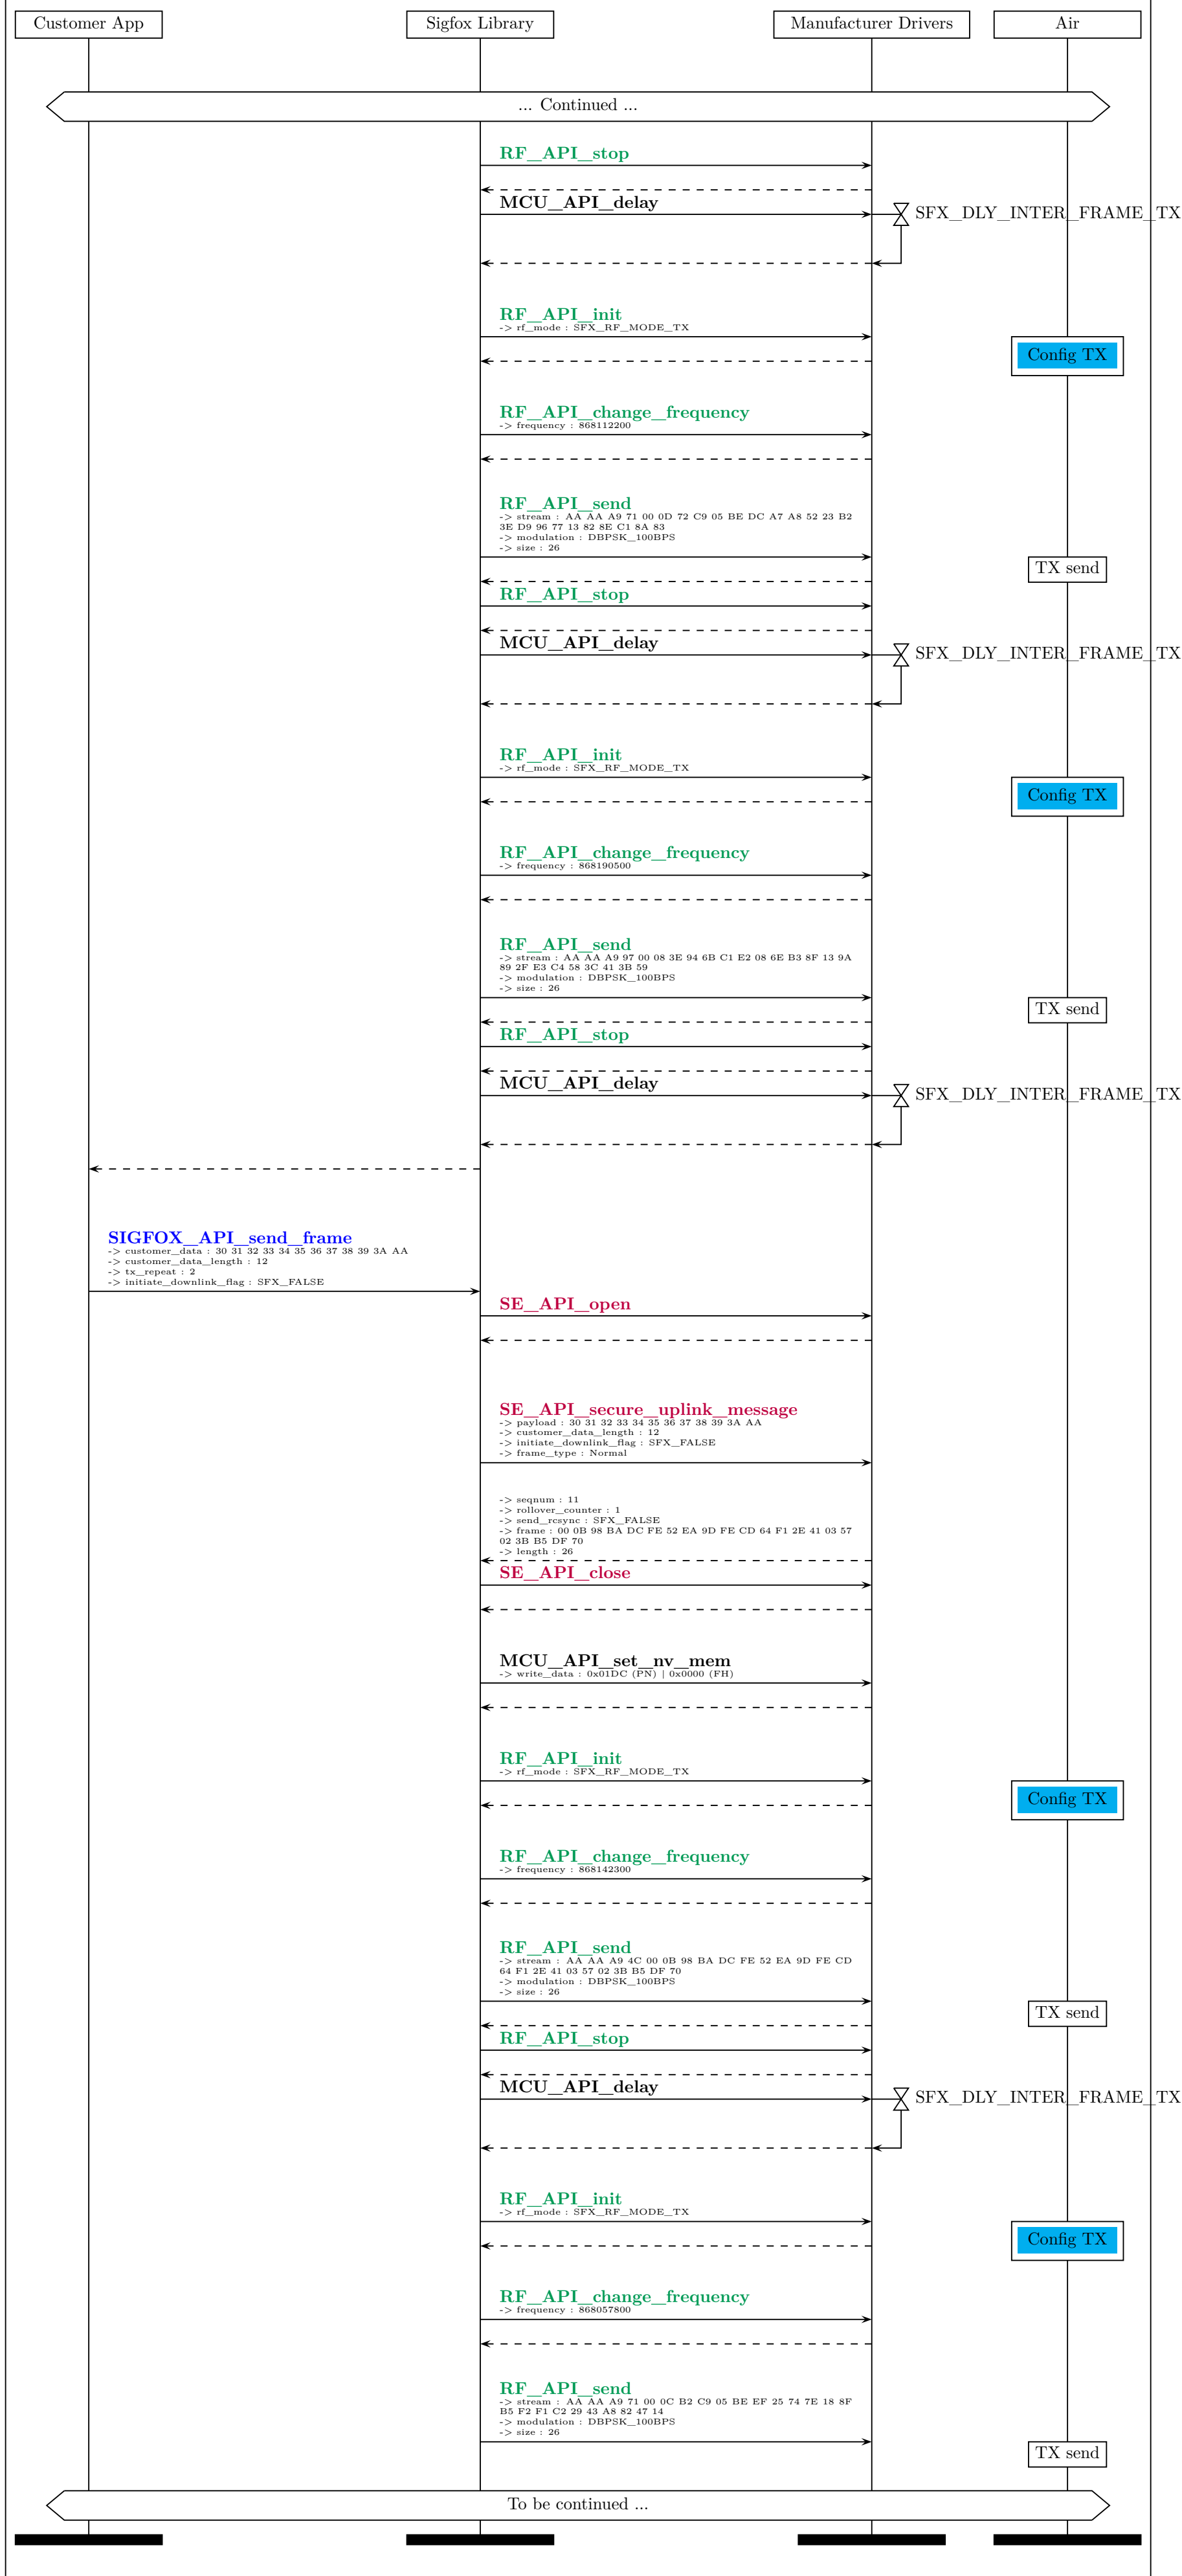 Customer App
Sigfox Library
Manufacturer Drivers
Air
... Continued ...
RF_API_stop
MCU_API_delay
SFX_DLY_INTER_FRAME_TX
RF_API_init
-> rf_mode : SFX_RF_MODE_TX
Config TX
RF_API_change_frequency
-> frequency : 868112200
RF_API_send
-> stream : AA AA A9 71 00 0D 72 C9 05 BE DC A7 A8 52 23 B2
3E D9 96 77 13 82 8E C1 8A 83
-> modulation : DBPSK_100BPS
-> size : 26
TX send
RF_API_stop
MCU_API_delay
SFX_DLY_INTER_FRAME_TX
RF_API_init
-> rf_mode : SFX_RF_MODE_TX
Config TX
RF_API_change_frequency
-> frequency : 868190500
RF_API_send
-> stream : AA AA A9 97 00 08 3E 94 6B C1 E2 08 6E B3 8F 13 9A
89 2F E3 C4 58 3C 41 3B 59
-> modulation : DBPSK_100BPS
-> size : 26
TX send
RF_API_stop
MCU_API_delay
SFX_DLY_INTER_FRAME_TX
SIGFOX_API_send_frame
-> customer_data : 30 31 32 33 34 35 36 37 38 39 3A AA
-> customer_data_length : 12
-> tx_repeat : 2
-> initiate_downlink_flag : SFX_FALSE
SE_API_open
SE_API_secure_uplink_message
-> payload : 30 31 32 33 34 35 36 37 38 39 3A AA
-> customer_data_length : 12
-> initiate_downlink_flag : SFX_FALSE
-> frame_type : Normal
-> seqnum : 11
-> rollover_counter : 1
-> send_rcsync : SFX_FALSE
-> frame : 00 0B 98 BA DC FE 52 EA 9D FE CD 64 F1 2E 41 03 57
02 3B B5 DF 70
-> length : 26
SE_API_close
MCU_API_set_nv_mem
-> write_data : 0x01DC (PN) | 0x0000 (FH)
RF_API_init
-> rf_mode : SFX_RF_MODE_TX
Config TX
RF_API_change_frequency
-> frequency : 868142300
RF_API_send
-> stream : AA AA A9 4C 00 0B 98 BA DC FE 52 EA 9D FE CD
64 F1 2E 41 03 57 02 3B B5 DF 70
-> modulation : DBPSK_100BPS
-> size : 26
TX send
RF_API_stop
MCU_API_delay
SFX_DLY_INTER_FRAME_TX
RF_API_init
-> rf_mode : SFX_RF_MODE_TX
Config TX
RF_API_change_frequency
-> frequency : 868057800
RF_API_send
-> stream : AA AA A9 71 00 0C B2 C9 05 BE EF 25 74 7E 18 8F
B5 F2 F1 C2 29 43 A8 82 47 14
-> modulation : DBPSK_100BPS
-> size : 26
TX send
To be continued ...